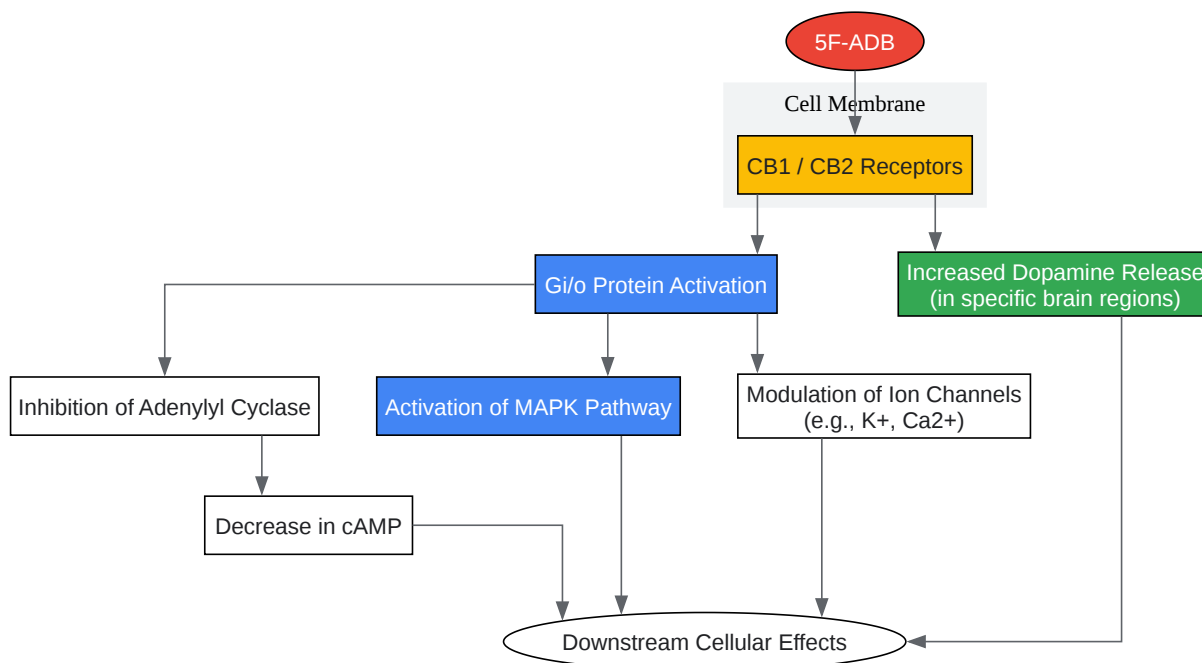 5F-ADB
Cell Membrane
CB1 / CB2 Receptors
Gi/o Protein Activation
Increased Dopamine Release
(in specific brain regions)
Inhibition of Adenylyl Cyclase
Activation of MAPK Pathway
Modulation of Ion Channels
(e.g., K+, Ca2+)
Decrease in cAMP
Downstream Cellular Effects